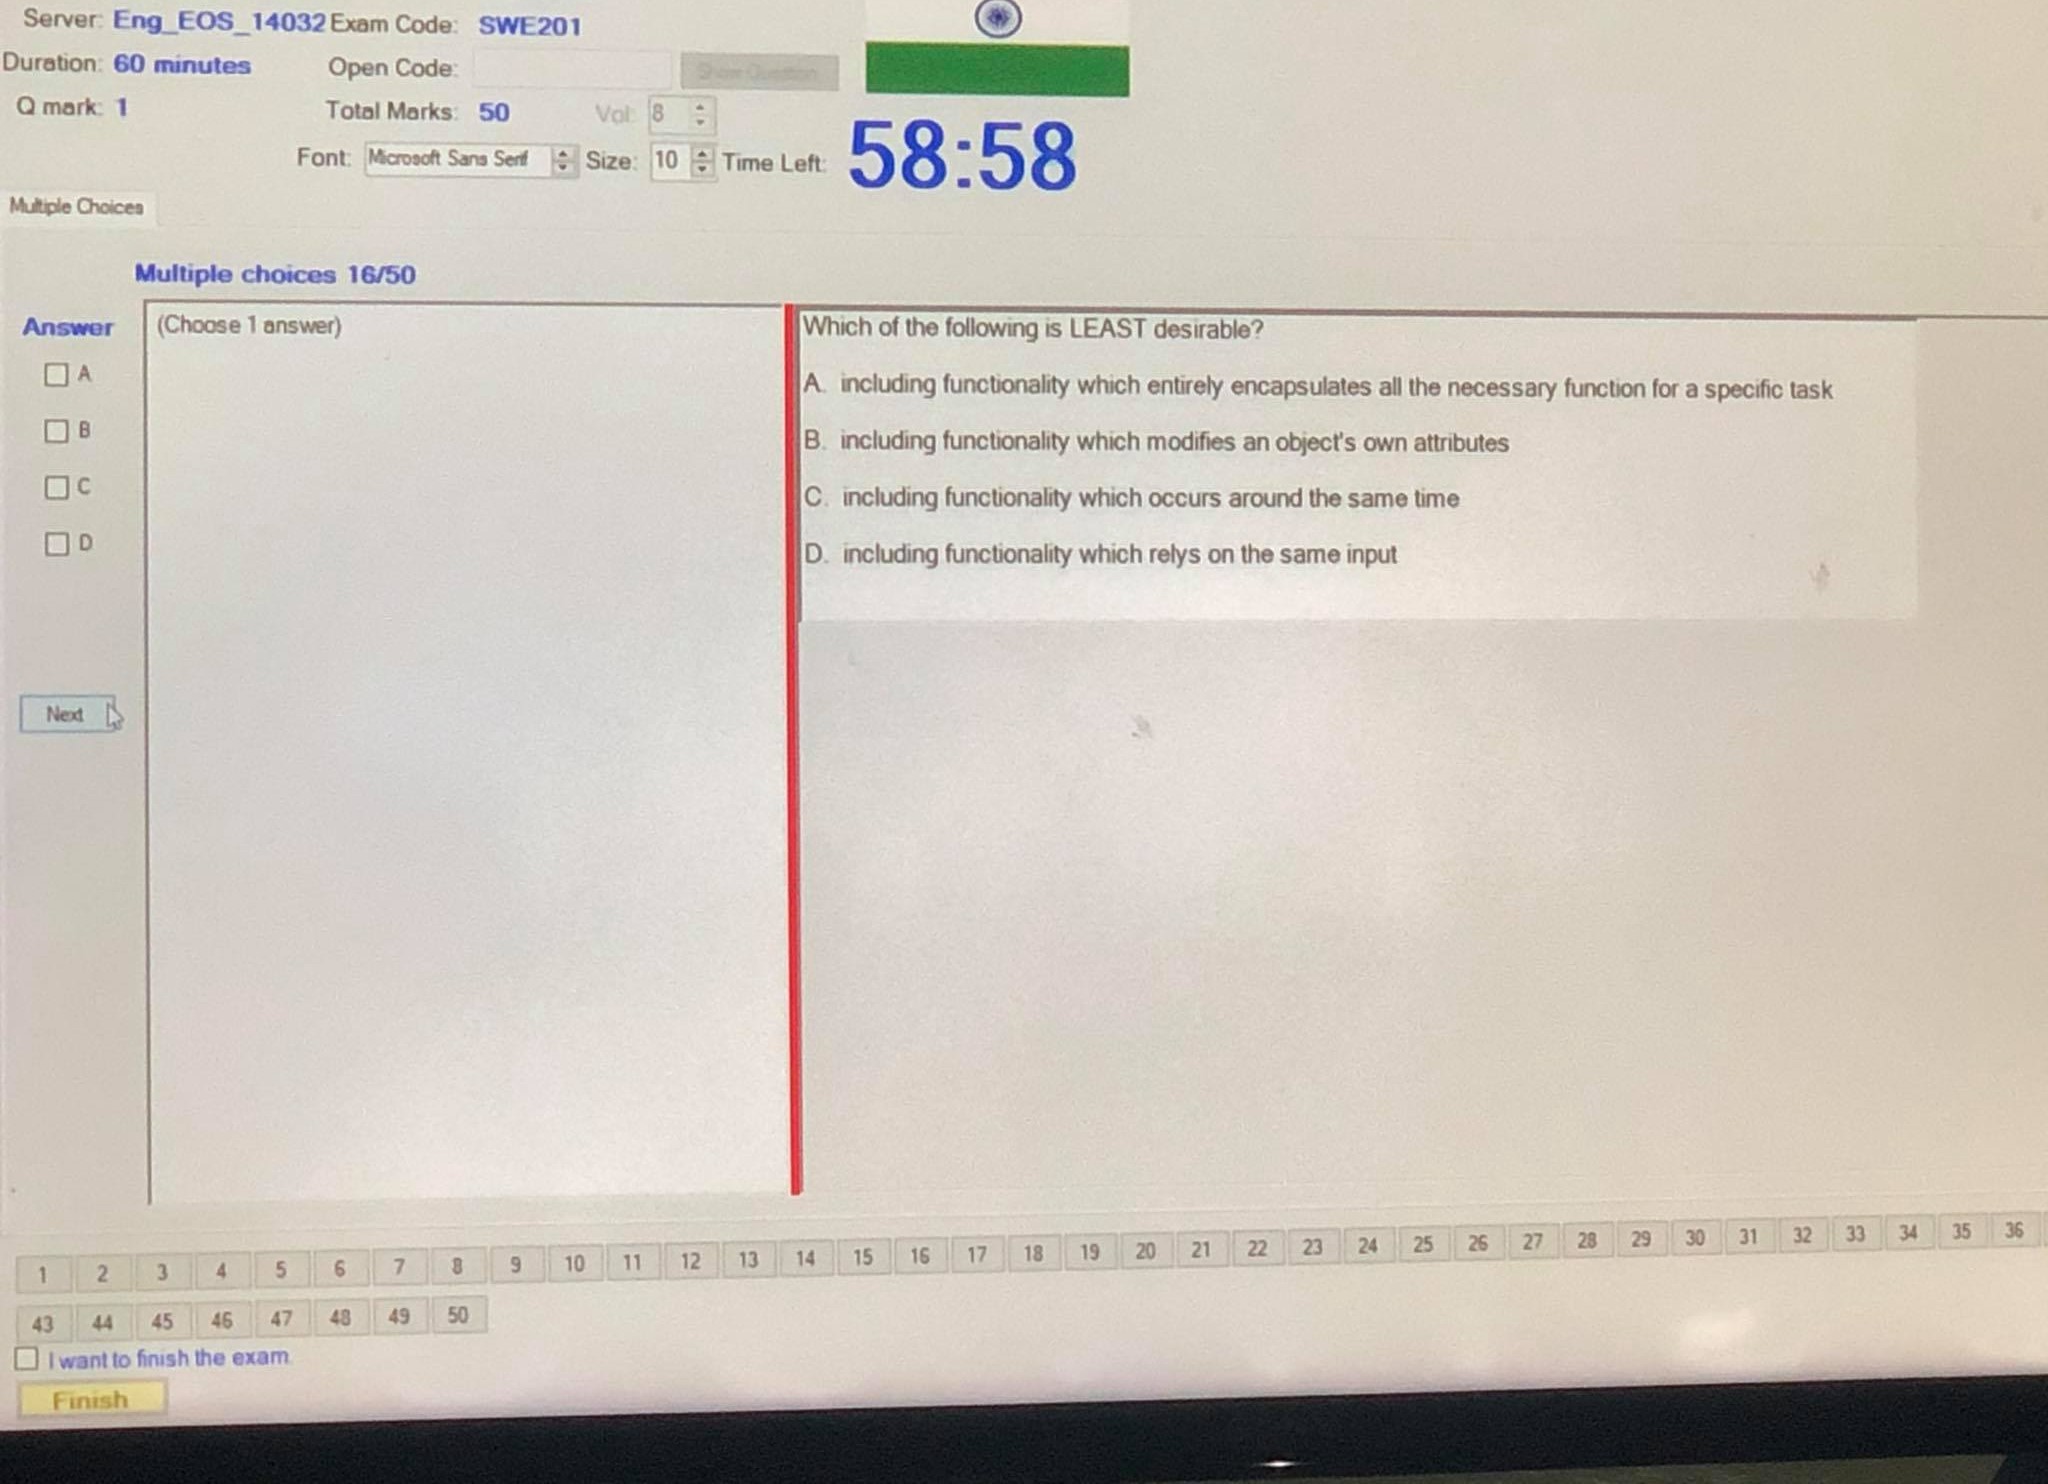 Server: Eng_EOS_14032 Exam Code: SWE201
Duration: 60 minutes Open Code: Show Question
Q mark: 1 Total Marks: 50 Vol: 8
Font: Microsoft Sans Serif Size: 10 Time Left: 58:58
Multiple Choices
Multiple choices 16/50
Answer
A
B
C
D
Next
(Choose 1 answer)
Which of the following is LEAST desirable?
A. including functionality which entirely encapsulates all the necessary function for a specific task
B. including functionality which modifies an object's own attributes
C. including functionality which occurs around the same time
D. including functionality which relys on the same input
1 2 3 4 5 6 7 8 9 10 11 12 13 14 15 16 17 18 19 20 21 22 23 24 25 26 27 28 29 30 31 32 33 34 35 36
43 44 45 46 47 48 49 50
I want to finish the exam.
Finish